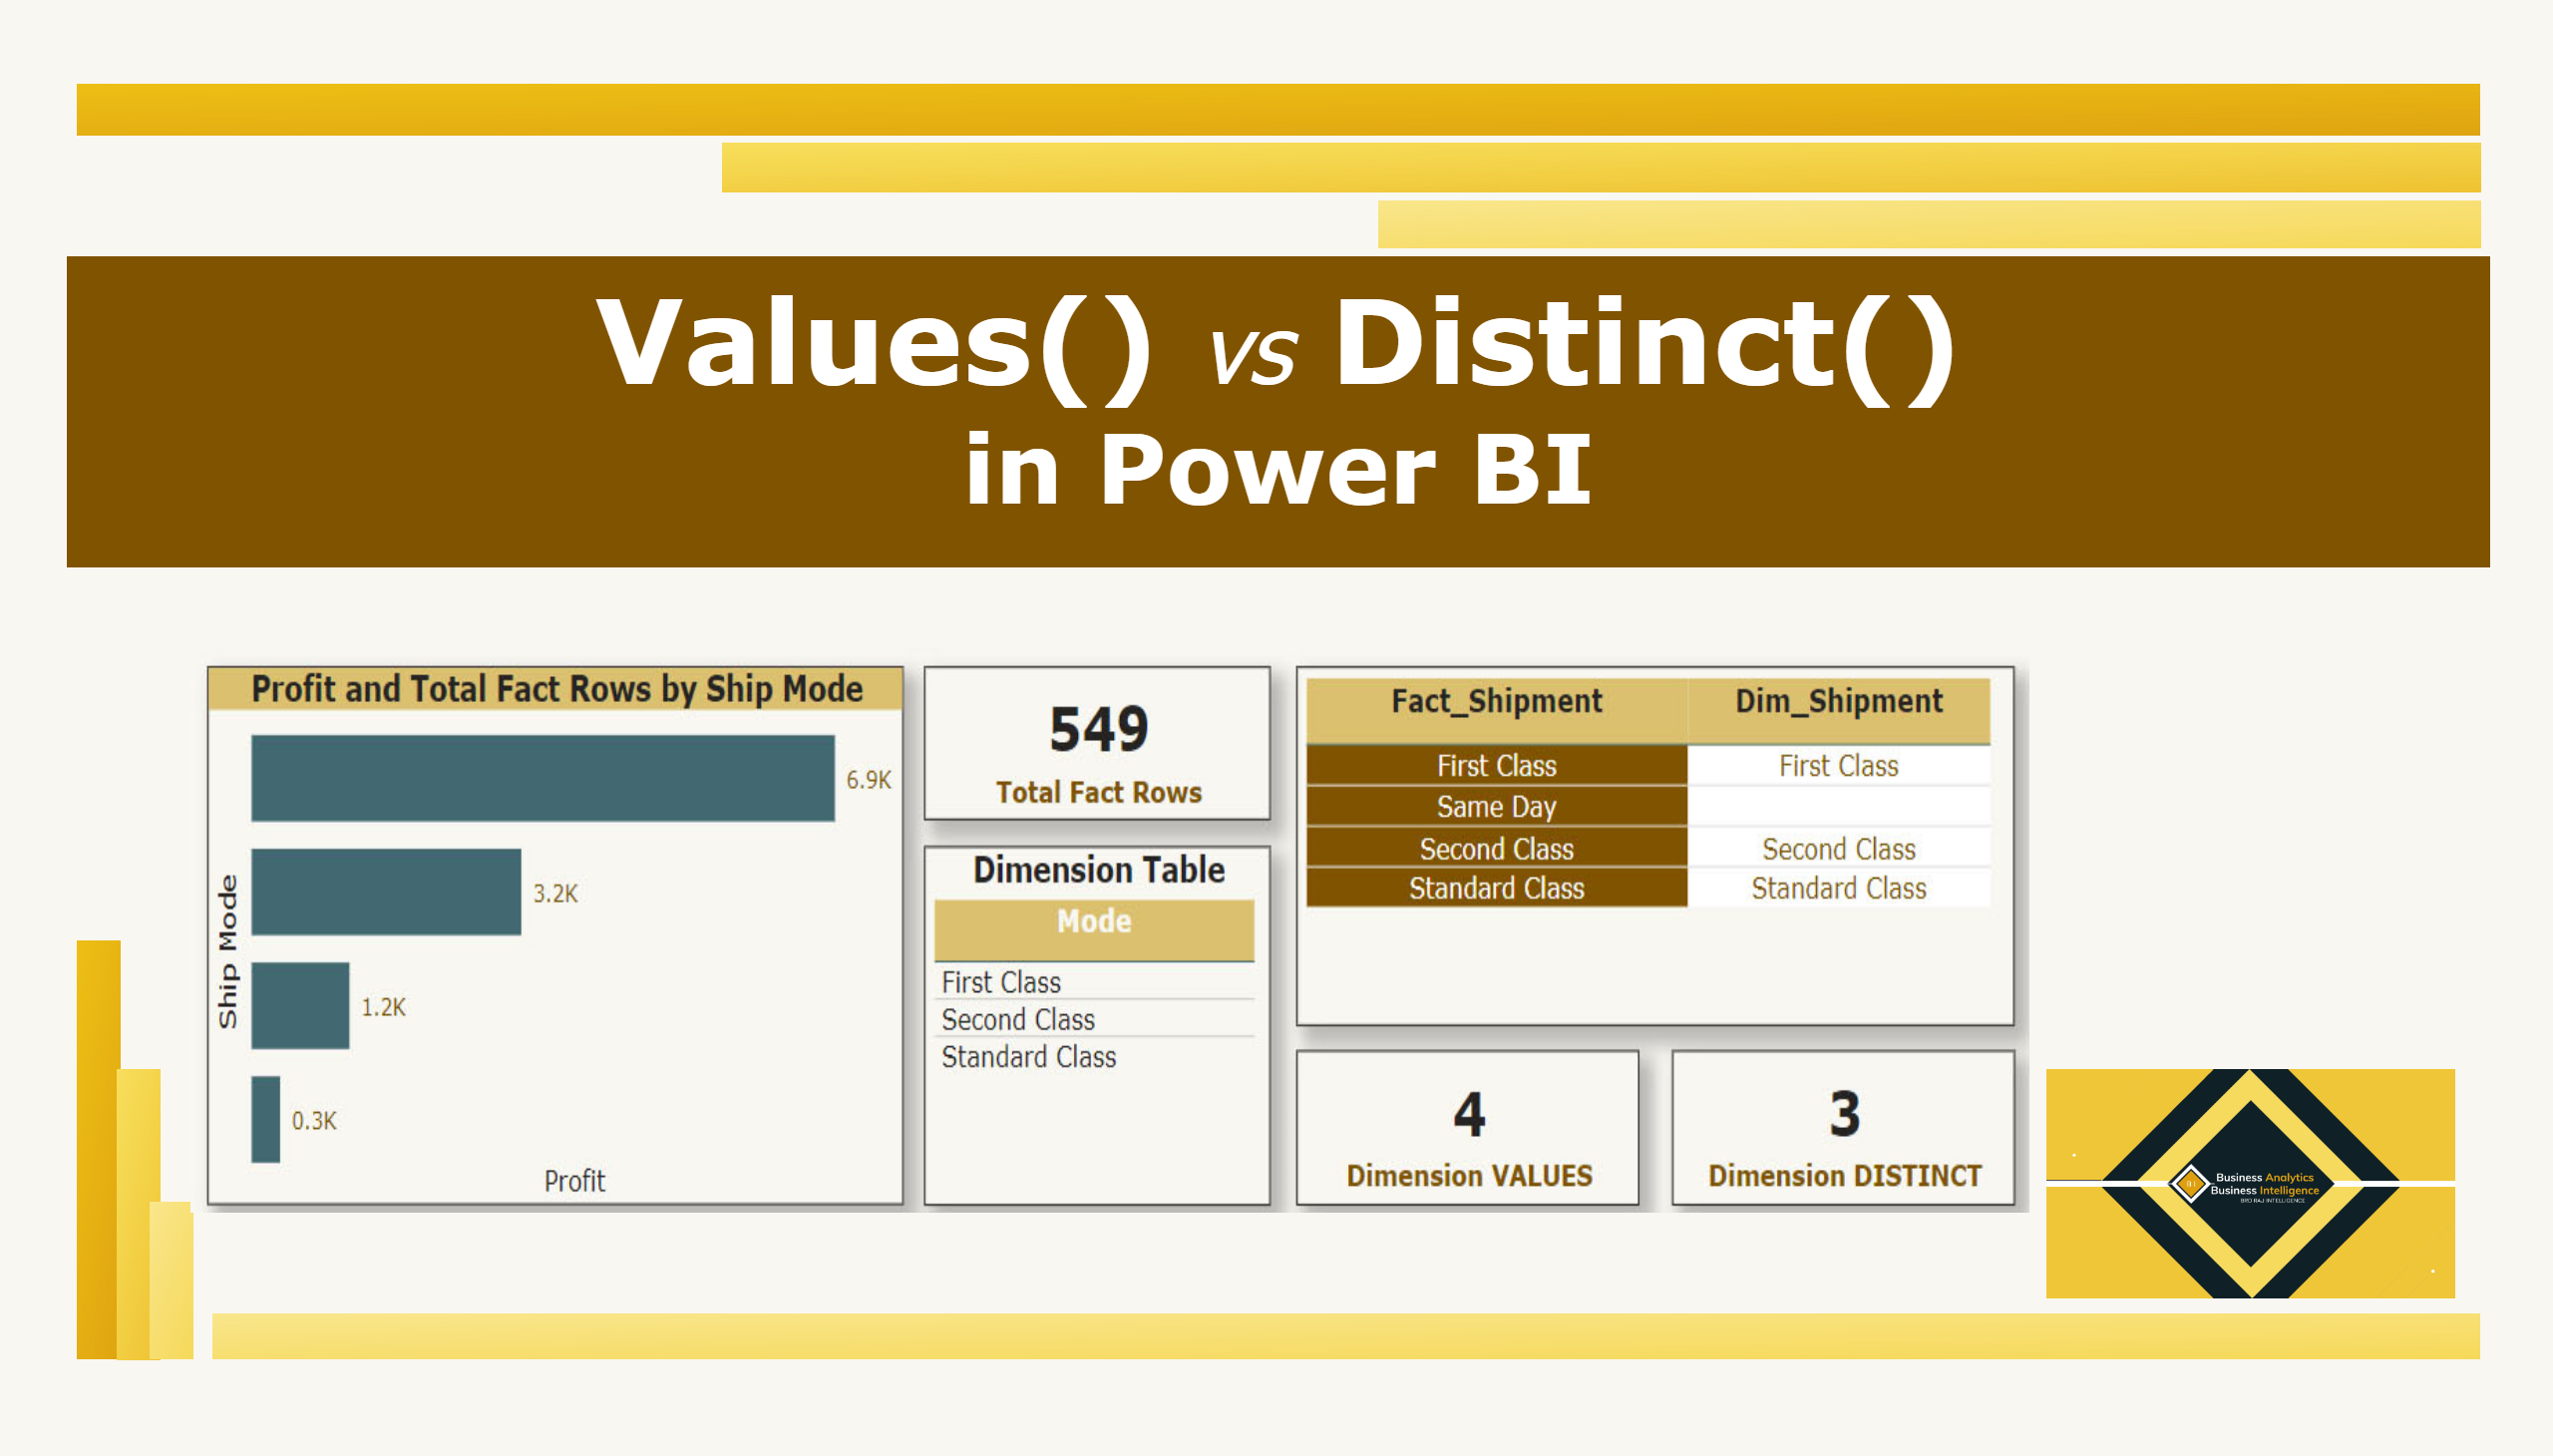 Values() vs Distinct()
in Power BI
Profit and Total Fact Rows by Ship Mode
Ship Mode
6.9K
3.2K
1.2K
0.3K
Profit
549
Total Fact Rows
Dimension Table
Mode
First Class
Second Class
Standard Class
Fact_Shipment Dim_Shipment
First Class First Class
Same Day
Second Class Second Class
Standard Class Standard Class
4
Dimension VALUES
3
Dimension DISTINCT
Business Analytics
Business Intelligence
BRO RAJ INTELLIGENCE